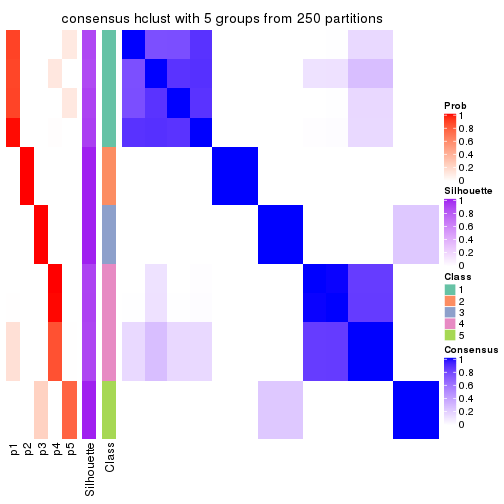 consensus hclust with 5 groups from 250 partitions
Prob
1
0.8
0.6
0.4
0.2
0
Silhouette
1
0.8
0.6
0.4
0.2
0
Class
1
2
3
4
5
Consensus
1
0.8
0.6
0.4
0.2
0
p1
p2
p3
p4
p5
Silhouette
Class